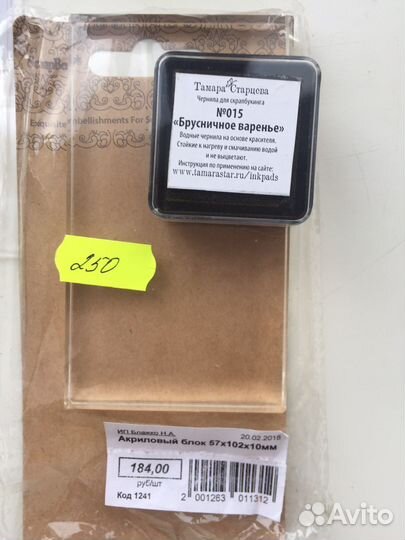 ScrapBe
Exquisite Embellishments For S
Тамара Старцева
Чернила для скрапбукинга
№015
«Брусничное варенье»
Водные чернила на основе красителя.
Стойкие к нагреву и смачиванию водой
и не выцветают.
Инструкция по применению на сайте:
www.tamarastar.ru/inkpads
250
ИП Блажко Н.А. 20.02.2018
Акриловый блок 57х102х10мм
184,00
руб/шт
Код 1241
2 001263 011312
Avito